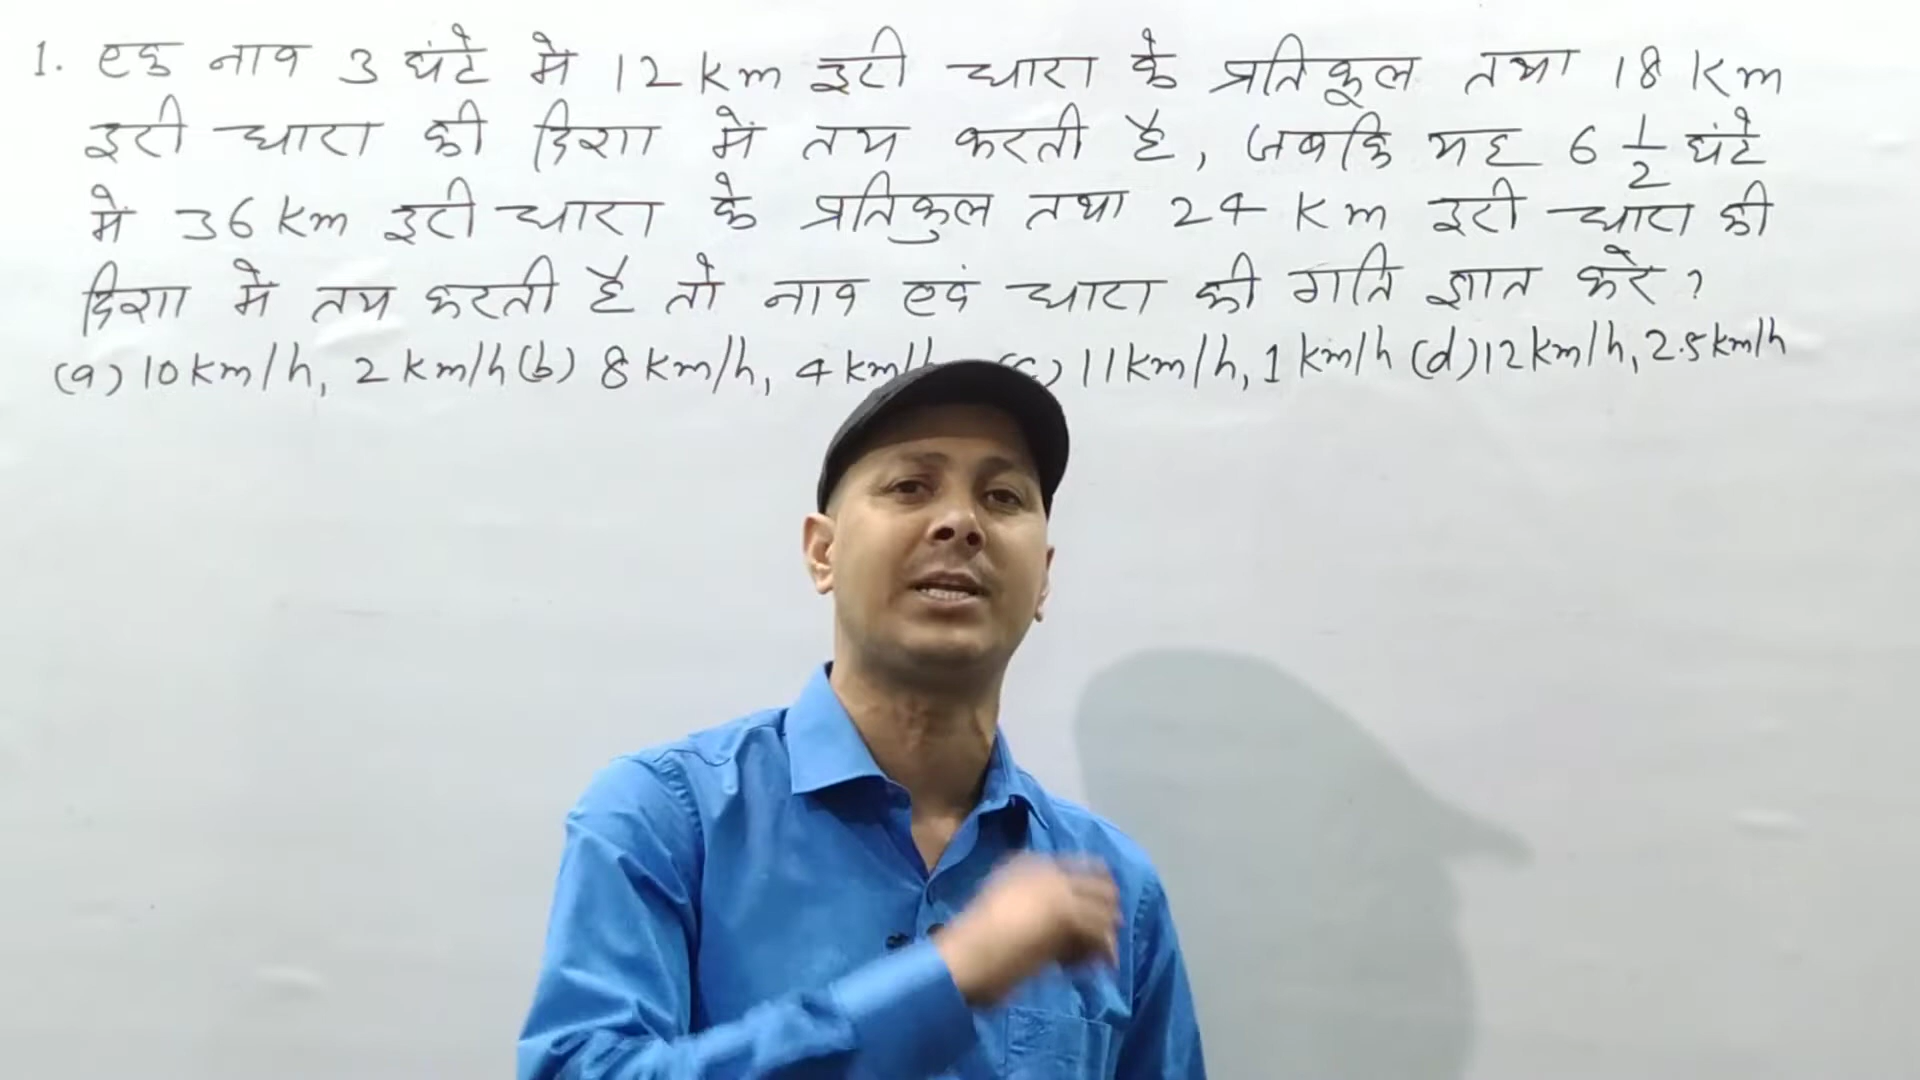 1. एक नाव 3 घंटे में 12 km दूरी धारा के प्रतिकूल तथा 18 km
दूरी धारा की दिशा में तय करती है, जबकि यह 6 1/2 घंटे
में 36 km दूरी धारा के प्रतिकुल तथा 24 km दूरी धारा की
दिशा में तय करती है तो नाव एवं धारा की गति ज्ञात करे ?
(a) 10 km/h, 2 km/h (b) 8 km/h, 4 km/h (c) 11 km/h, 1 km/h (d) 12 km/h, 2.5 km/h